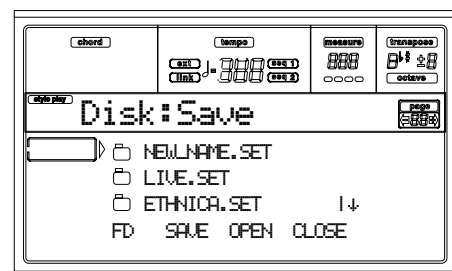 chord tempo measure transpose
ext seq 1
link seq 2
octave
style play Disk:Save page
NEW_NAME.SET
LIVE.SET
ETHNICA.SET
FD SAVE OPEN CLOSE